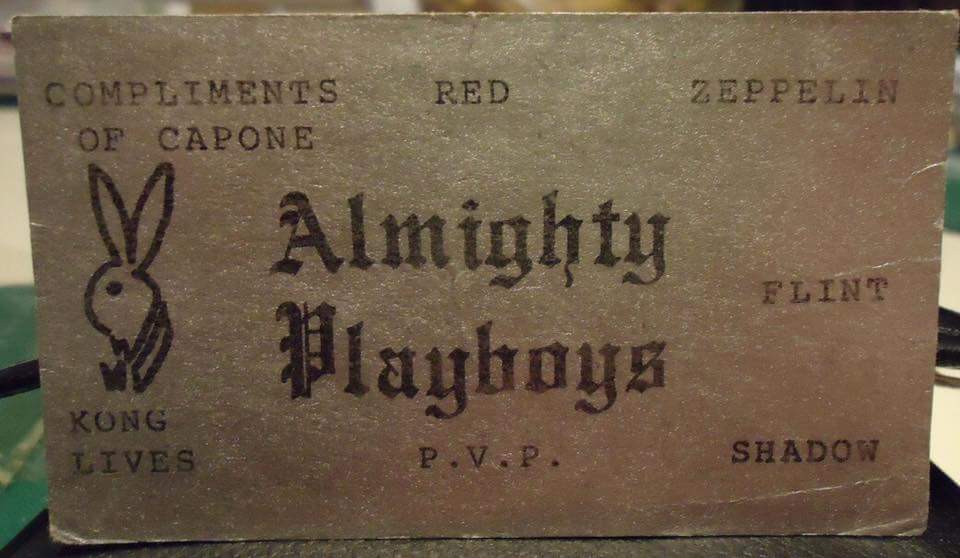 COMPLIMENTS OF CAPONE
RED
ZEPPELIN
Almighty
Playboys
FLINT
KONG
LIVES
P.V.P.
SHADOW